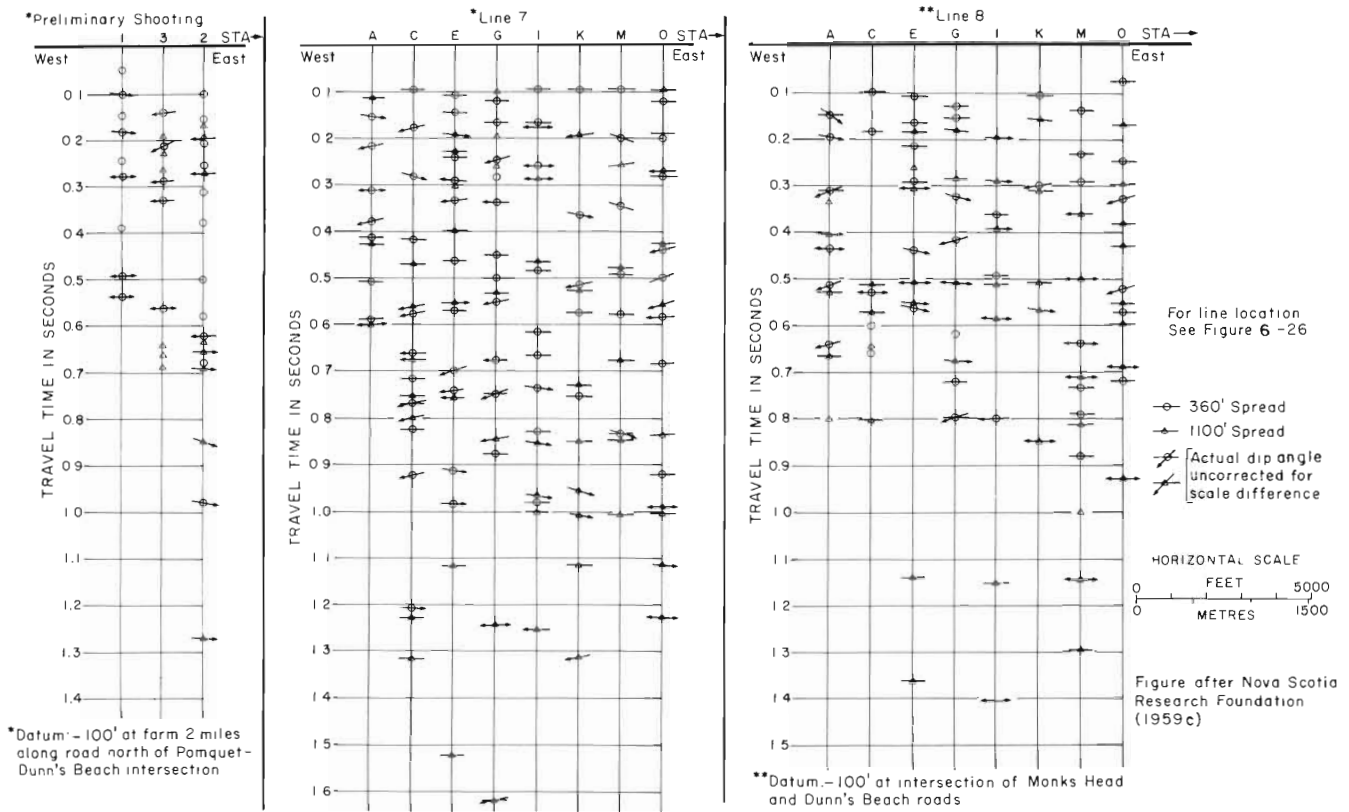 *Preliminary Shooting
1 3 2 STA
West East
TRAVEL TIME IN SECONDS
0.1
0.2
0.3
0.4
0.5
0.6
0.7
0.8
0.9
1.0
1.1
1.2
1.3
1.4
*Datum:-100' at farm 2 miles
along road north of Pomquet-
Dunn's Beach intersection
*Line 7
A C E G I K M O STA
West East
TRAVEL TIME IN SECONDS
0.1
0.2
0.3
0.4
0.5
0.6
0.7
0.8
0.9
1.0
1.1
1.2
1.3
1.4
1.5
1.6
**Line 8
A C E G I K M O STA
West East
TRAVEL TIME IN SECONDS
0.1
0.2
0.3
0.4
0.5
0.6
0.7
0.8
0.9
1.0
1.1
1.2
1.3
1.4
1.5
**Datum.-100' at intersection of Monks Head
and Dunn's Beach roads
For line location
See Figure 6-26
360' Spread
1100' Spread
Actual dip angle
uncorrected for
scale difference
HORIZONTAL SCALE
FEET
0 5000
0 1500
METRES
Figure after Nova Scotia
Research Foundation
(1959c)